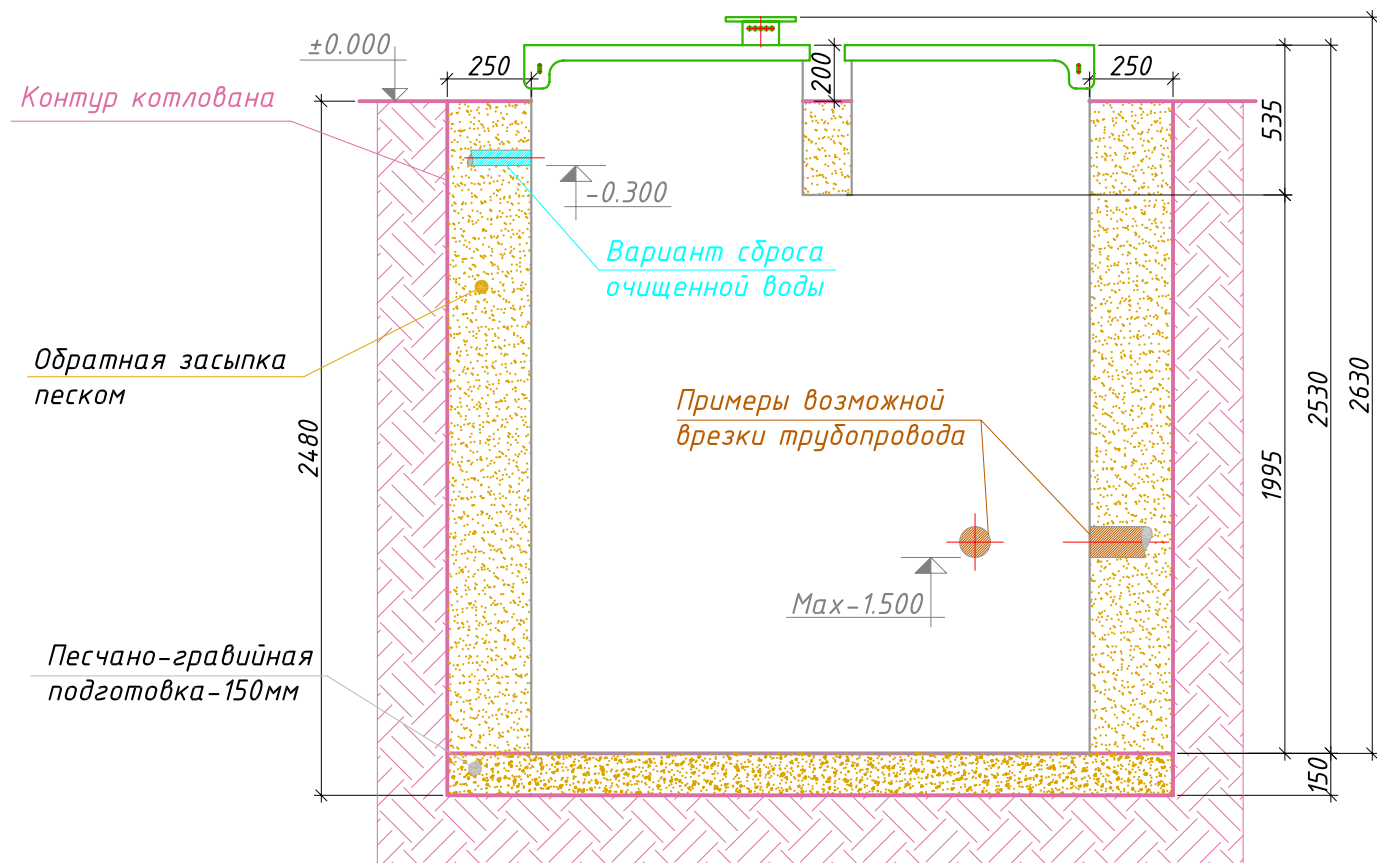 ±0.000
250
200
250
Контур котлована
535
-0.300
Вариант сброса
очищенной воды
Обратная засыпка
песком
2480
Примеры возможной
врезки трубопровода
2530
2630
1995
Max-1.500
Песчано-гравийная
подготовка-150мм
150